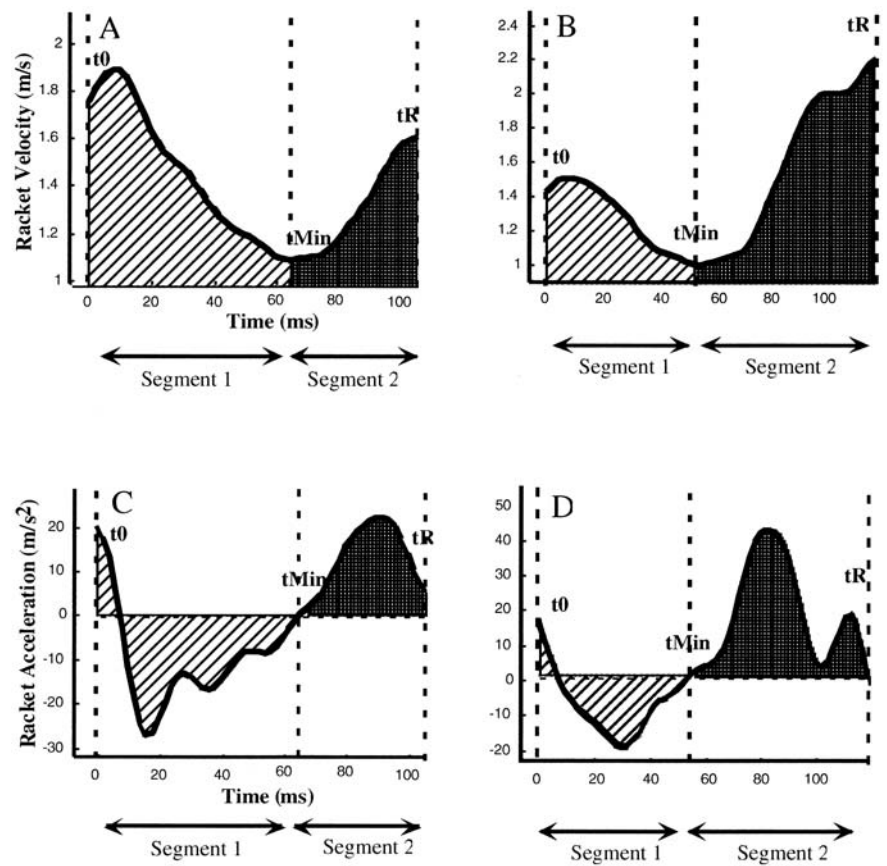 A
t0
tMin
tR
Racket Velocity (m/s)
2
1.8
1.6
1.4
1.2
1
0 20 40 60 80 100
Time (ms)
Segment 1 Segment 2
B
t0
tMin
tR
2.4
2.2
2
1.8
1.6
1.4
1.2
1
0 20 40 60 80 100
Segment 1 Segment 2
C
t0
tMin
tR
Racket Acceleration (m/s²)
20
10
0
-10
-20
-30
0 20 40 60 80 100
Time (ms)
Segment 1 Segment 2
D
t0
tMin
tR
50
40
30
20
10
0
-10
-20
0 20 40 60 80 100
Segment 1 Segment 2